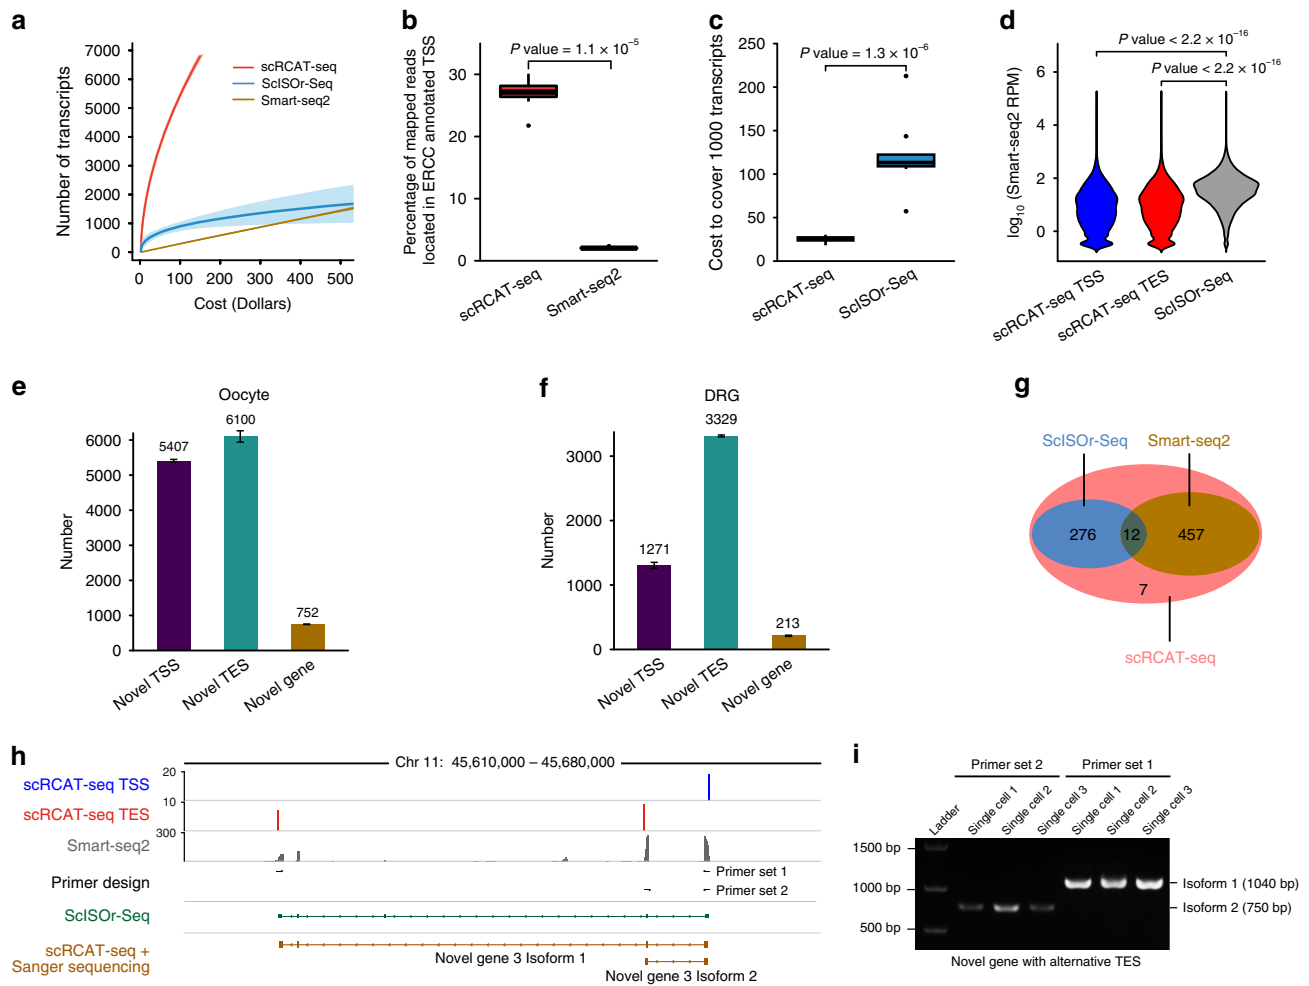 a
Number of transcripts
7000
6000
5000
4000
3000
2000
1000
0
scRCAT-seq
ScISOr-Seq
Smart-seq2
0 100 200 300 400 500
Cost (Dollars)
b
Percentage of mapped reads
located in ERCC annotated TSS
P value = 1.1 × 10⁻⁵
30
20
10
0
scRCAT-seq
Smart-seq2
c
Cost to cover 1000 transcripts
P value = 1.3 × 10⁻⁶
250
200
150
100
50
0
scRCAT-seq
ScISOr-Seq
d
log₁₀ (Smart-seq2 RPM)
P value < 2.2 × 10⁻¹⁶
P value < 2.2 × 10⁻¹⁶
6
4
2
0
scRCAT-seq TSS
scRCAT-seq TES
ScISOr-Seq
e
Oocyte
Number
6000
5000
4000
3000
2000
1000
0
5407
6100
752
Novel TSS
Novel TES
Novel gene
f
DRG
Number
3000
2000
1000
0
1271
3329
213
Novel TSS
Novel TES
Novel gene
g
ScISOr-Seq Smart-seq2
276 12 457
7
scRCAT-seq
h
Chr 11: 45,610,000 – 45,680,000
scRCAT-seq TSS
20
scRCAT-seq TES
10
Smart-seq2
300
Primer design
Primer set 1
Primer set 2
ScISOr-Seq
scRCAT-seq +
Sanger sequencing
Novel gene 3 Isoform 1
Novel gene 3 Isoform 2
i
Primer set 2 Primer set 1
Ladder
Single cell 1
Single cell 2
Single cell 3
Single cell 1
Single cell 2
Single cell 3
1500 bp
1000 bp
500 bp
Isoform 1 (1040 bp)
Isoform 2 (750 bp)
Novel gene with alternative TES